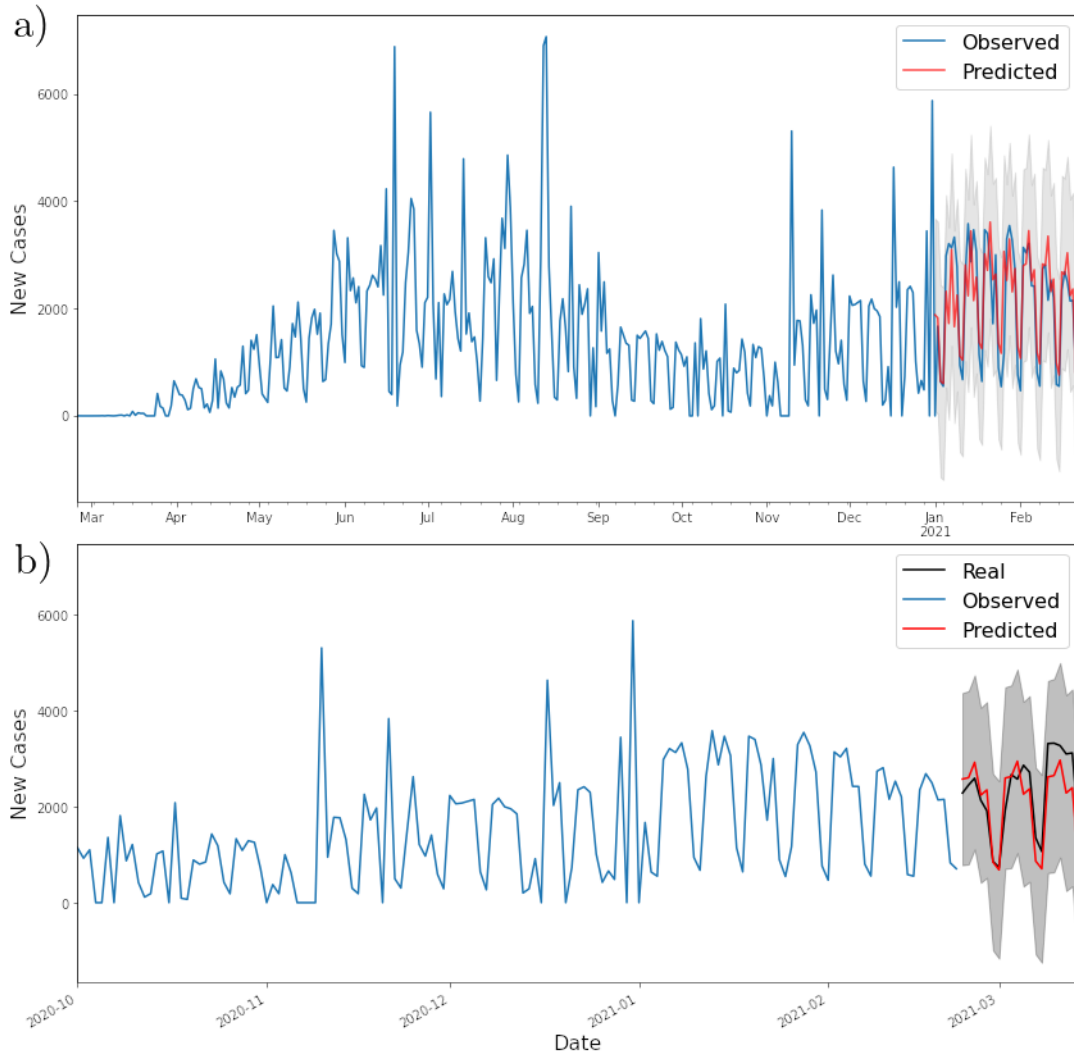 a)
Observed
Predicted
6000
4000
2000
0
New Cases
Mar Apr May Jun Jul Aug Sep Oct Nov Dec Jan Feb
2021
b)
Real
Observed
Predicted
6000
4000
2000
0
New Cases
2020-10 2020-11 2020-12 2021-01 2021-02 2021-03
Date